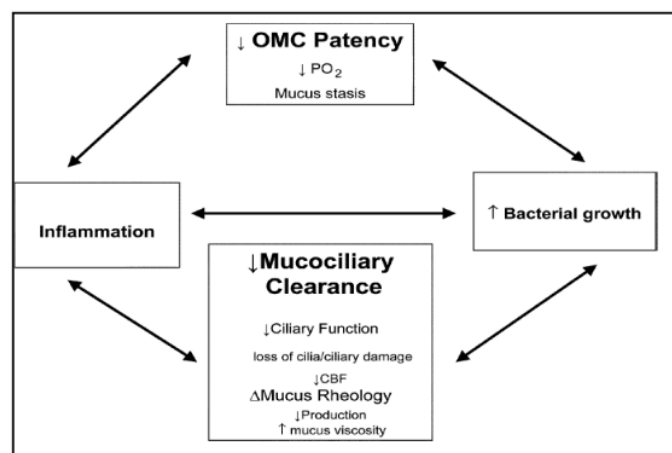 ↓ OMC Patency
↓ PO₂
Mucus stasis
Inflammation
↑ Bacterial growth
↓Mucociliary
Clearance
↓Ciliary Function
loss of cilia/ciliary damage
↓CBF
ΔMucus Rheology
↓Production
↑ mucus viscosity